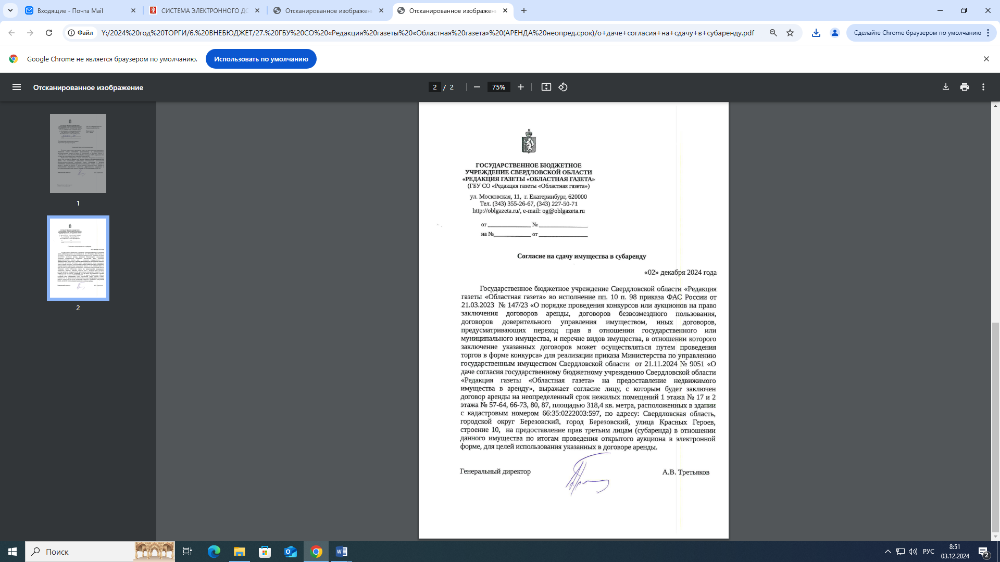 Входящие - Почта Mail
СИСТЕМА ЭЛЕКТРОННОГО ДО
Отсканированное изображени
Отсканированное изображени
Файл
Y:/2024%20год%20ТОРГИ/6.%20ВНЕБЮДЖЕТ/27.%20ГБУ%20СО%20«Редакция%20газеты%20«Областная%20газета»%20(АРЕНДА%20неопред.срок)/о+даче+согласия+на+сдачу+в+субаренду.pdf
Сделайте Chrome браузером по умолчанию
Google Chrome не является браузером по умолчанию.
Использовать по умолчанию
Отсканированное изображение
2 / 2
75%
1
2
ГОСУДАРСТВЕННОЕ БЮДЖЕТНОЕ
УЧРЕЖДЕНИЕ СВЕРДЛОВСКОЙ ОБЛАСТИ
«РЕДАКЦИЯ ГАЗЕТЫ «ОБЛАСТНАЯ ГАЗЕТА»
(ГБУ СО «Редакция газеты «Областная газета»)
ул. Московская, 11, г. Екатеринбург, 620000
Тел. (343) 355-26-67, (343) 227-50-71
http://oblgazeta.ru/, e-mail: og@oblgazeta.ru
от ________________ № __________________
на №______________ от __________________
Согласие на сдачу имущества в субаренду
«02» декабря 2024 года
Государственное бюджетное учреждение Свердловской области «Редакция
газеты «Областная газета» во исполнение пп. 10 п. 98 приказа ФАС России от
21.03.2023 № 147/23 «О порядке проведения конкурсов или аукционов на право
заключения договоров аренды, договоров безвозмездного пользования,
договоров доверительного управления имуществом, иных договоров,
предусматривающих переход прав в отношении государственного или
муниципального имущества, и перечне видов имущества, в отношении которого
заключение указанных договоров может осуществляться путем проведения
торгов в форме конкурса» для реализации приказа Министерства по управлению
государственным имуществом Свердловской области от 21.11.2024 № 9051 «О
даче согласия государственному бюджетному учреждению Свердловской области
«Редакция газеты «Областная газета» на предоставление недвижимого
имущества в аренду», выражает согласие лицу, с которым будет заключен
договор аренды на неопределенный срок нежилых помещений 1 этажа № 17 и 2
этажа № 57-64, 66-73, 80, 87, площадью 318,4 кв. метра, расположенных в здании
с кадастровым номером 66:35:0222003:597, по адресу: Свердловская область,
городской округ Березовский, город Березовский, улица Красных Героев,
строение 10, на предоставление прав третьим лицам (субаренда) в отношении
данного имущества по итогам проведения открытого аукциона в электронной
форме, для целей использования указанных в договоре аренды.
Генеральный директор
А.В. Третьяков
Поиск
РУС
8:51
03.12.2024
2